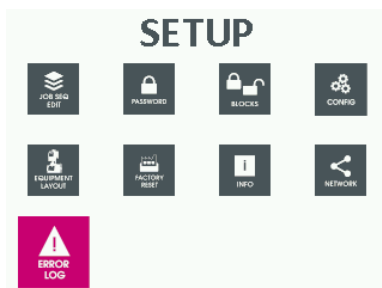 SETUP
JOB SEQ
EDIT
PASSWORD
BLOCKS
CONFIG
EQUIPMENT
LAYOUT
FACTORY
RESET
i
INFO
NETWORK
!
ERROR
LOG